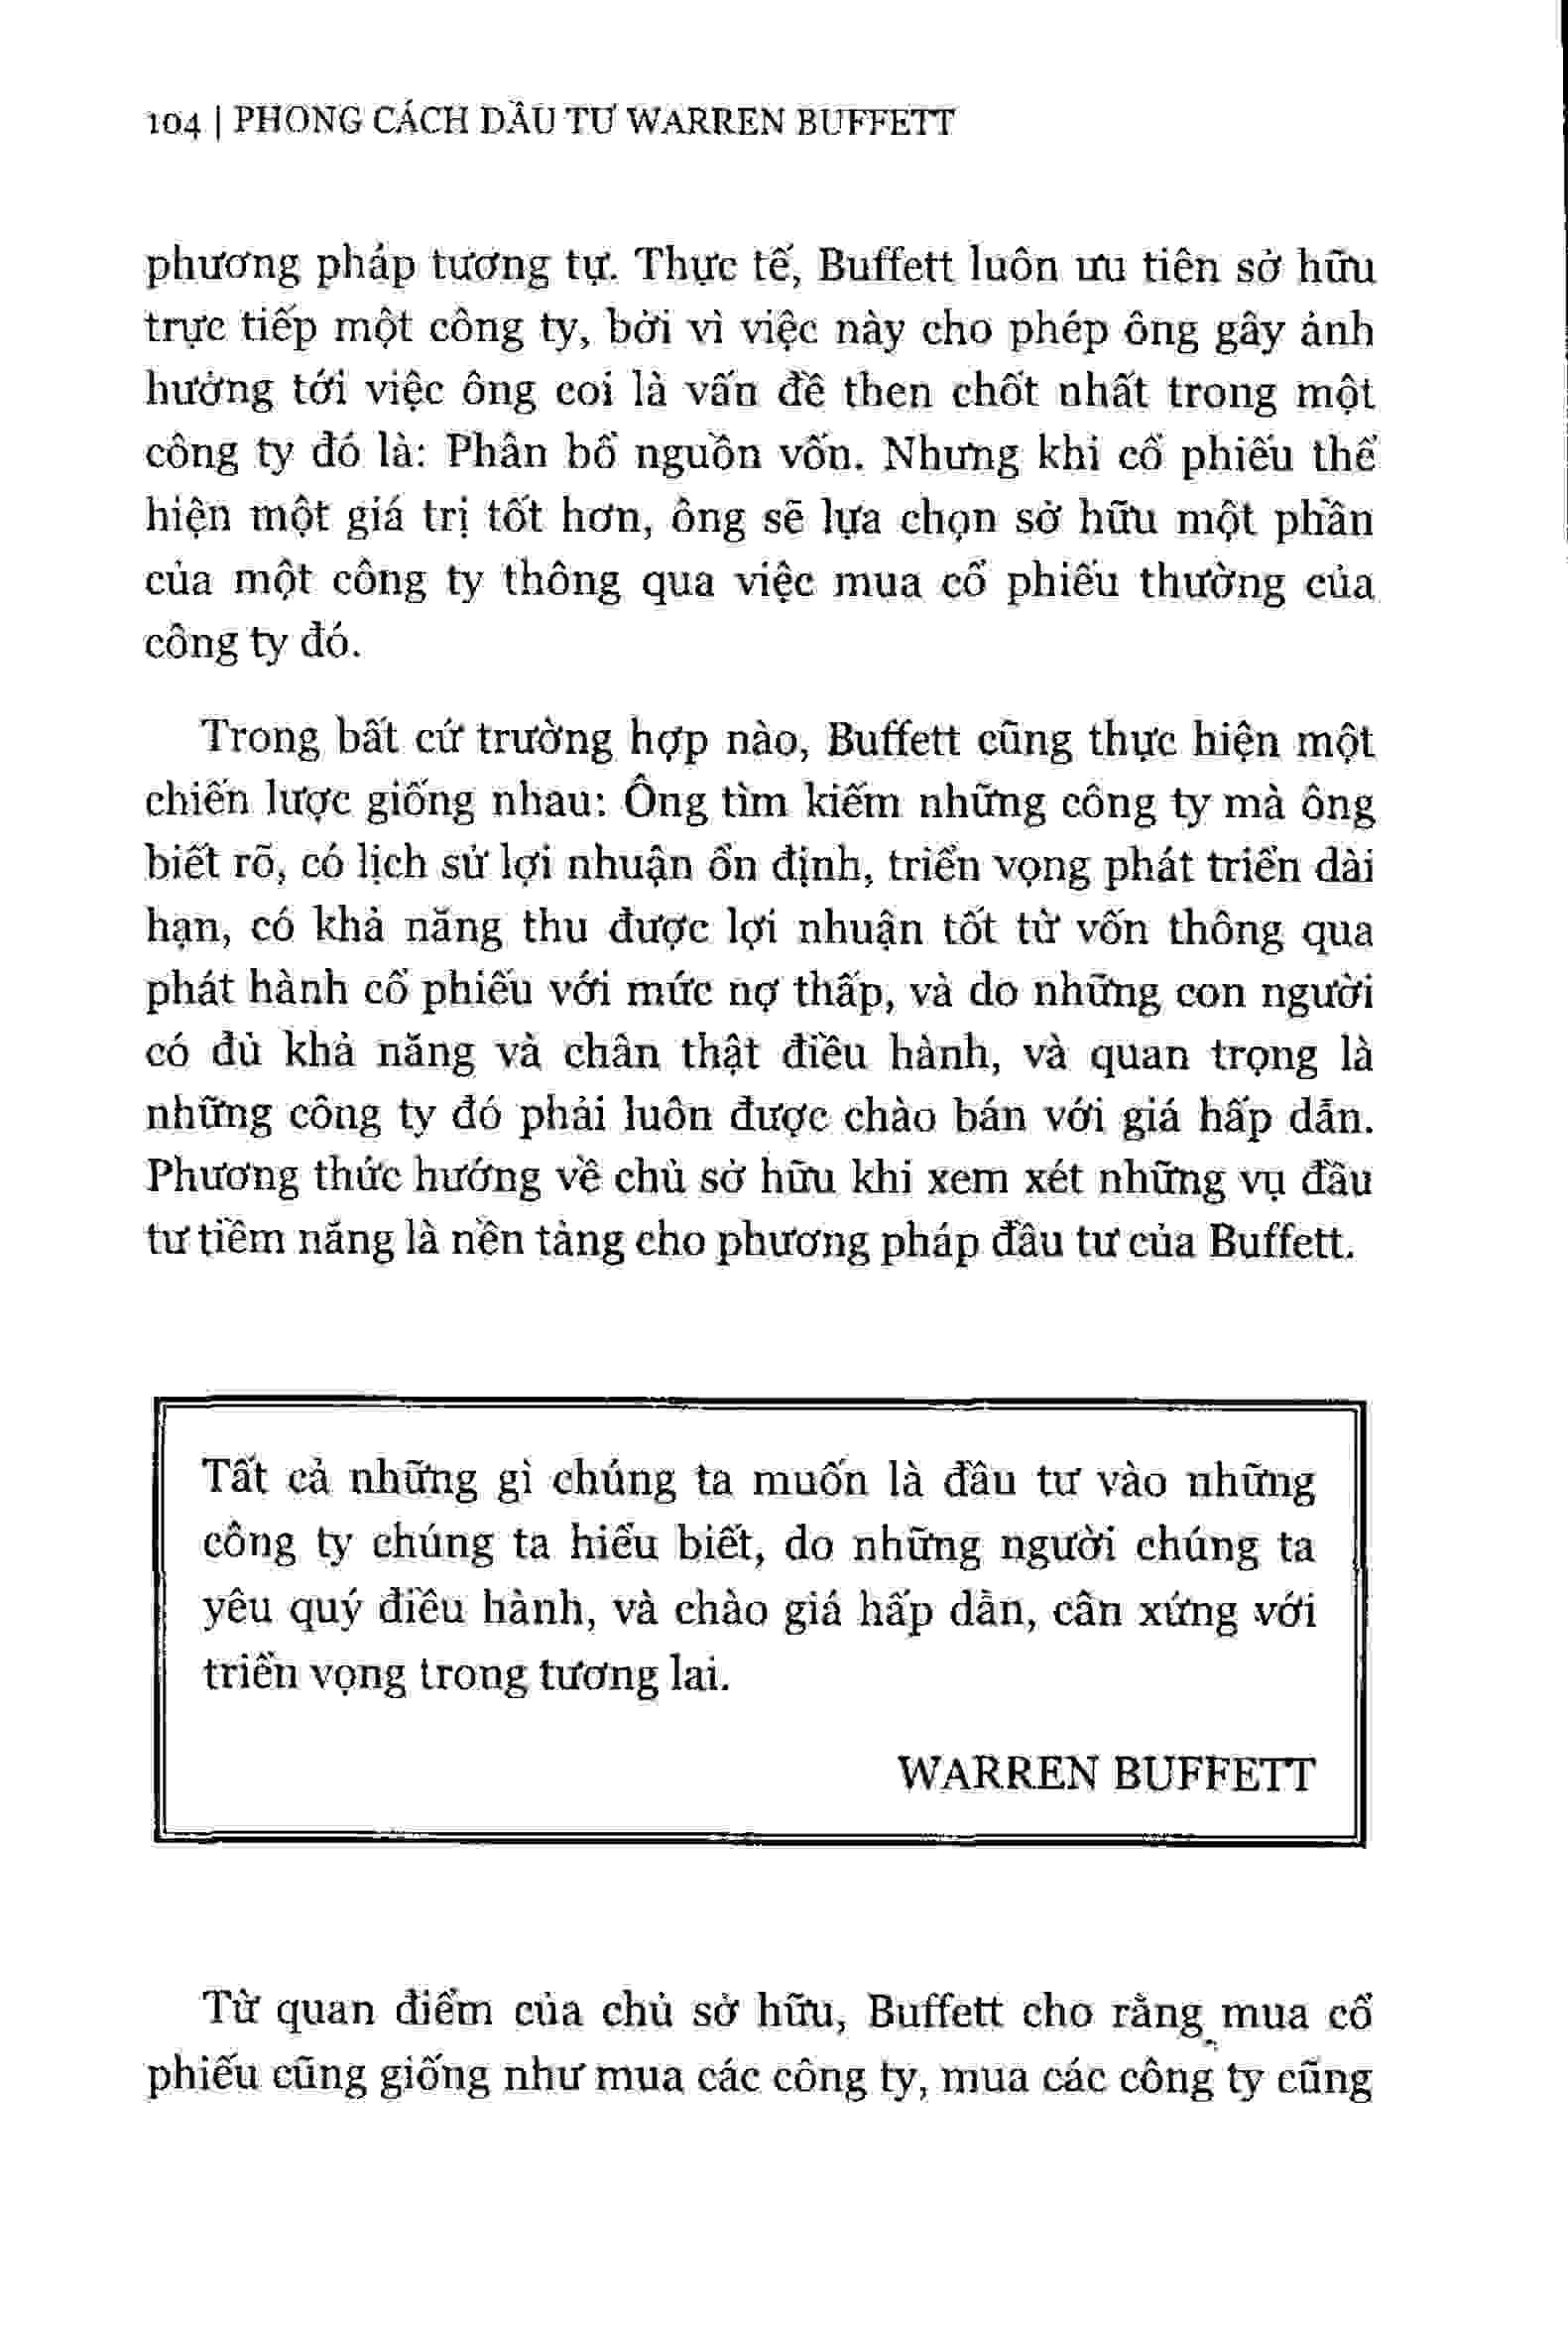 104 | PHONG CÁCH ĐẦU TƯ WARREN BUFFETT
phương pháp tương tự. Thực tế, Buffett luôn ưu tiên sở hữu
trực tiếp một công ty, bởi vì việc này cho phép ông gây ảnh
hưởng tới việc ông coi là vấn đề then chốt nhất trong một
công ty đó là: Phân bổ nguồn vốn. Nhưng khi cổ phiếu thể
hiện một giá trị tốt hơn, ông sẽ lựa chọn sở hữu một phần
của một công ty thông qua việc mua cổ phiếu thường của
công ty đó.
Trong bất cứ trường hợp nào, Buffett cũng thực hiện một
chiến lược giống nhau: Ông tìm kiếm những công ty mà ông
biết rõ, có lịch sử lợi nhuận ổn định, triển vọng phát triển dài
hạn, có khả năng thu được lợi nhuận tốt từ vốn thông qua
phát hành cổ phiếu với mức nợ thấp, và do những con người
có đủ khả năng và chân thật điều hành, và quan trọng là
những công ty đó phải luôn được chào bán với giá hấp dẫn.
Phương thức hướng về chủ sở hữu khi xem xét những vụ đầu
tư tiềm năng là nền tảng cho phương pháp đầu tư của Buffett.
Tất cả những gì chúng ta muốn là đầu tư vào những
công ty chúng ta hiểu biết, do những người chúng ta
yêu quý điều hành, và chào giá hấp dẫn, cân xứng với
triển vọng trong tương lai.
WARREN BUFFETT
Từ quan điểm của chủ sở hữu, Buffett cho rằng mua cổ
phiếu cũng giống như mua các công ty, mua các công ty cũng